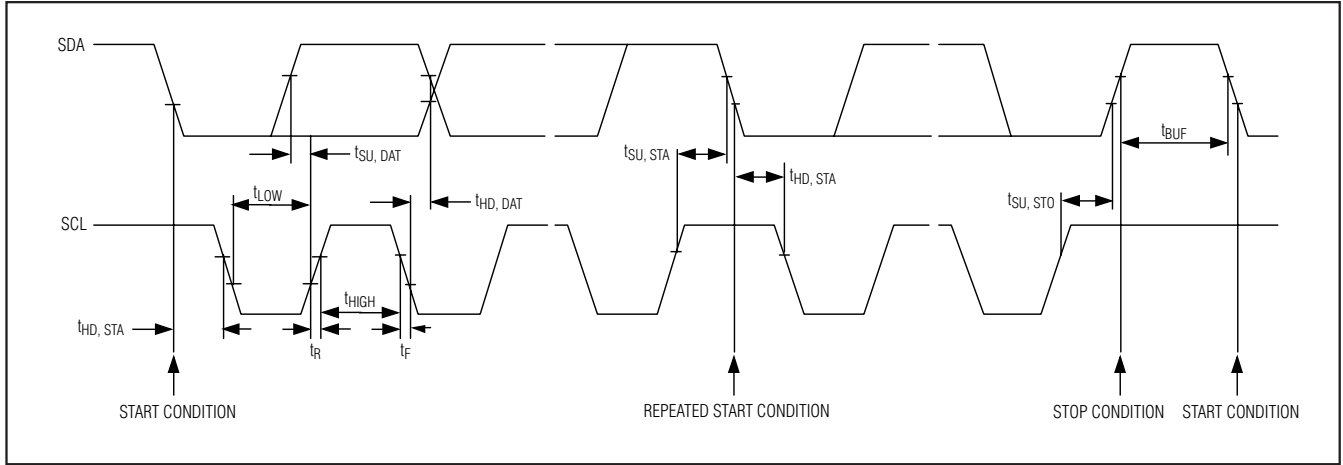 SDA
tSU, DAT
tSU, STA
tBUF
tLOW
tHD, STA
tHD, DAT
tSU, STO
SCL
tHIGH
tHD, STA
tR
tF
START CONDITION
REPEATED START CONDITION
STOP CONDITION
START CONDITION